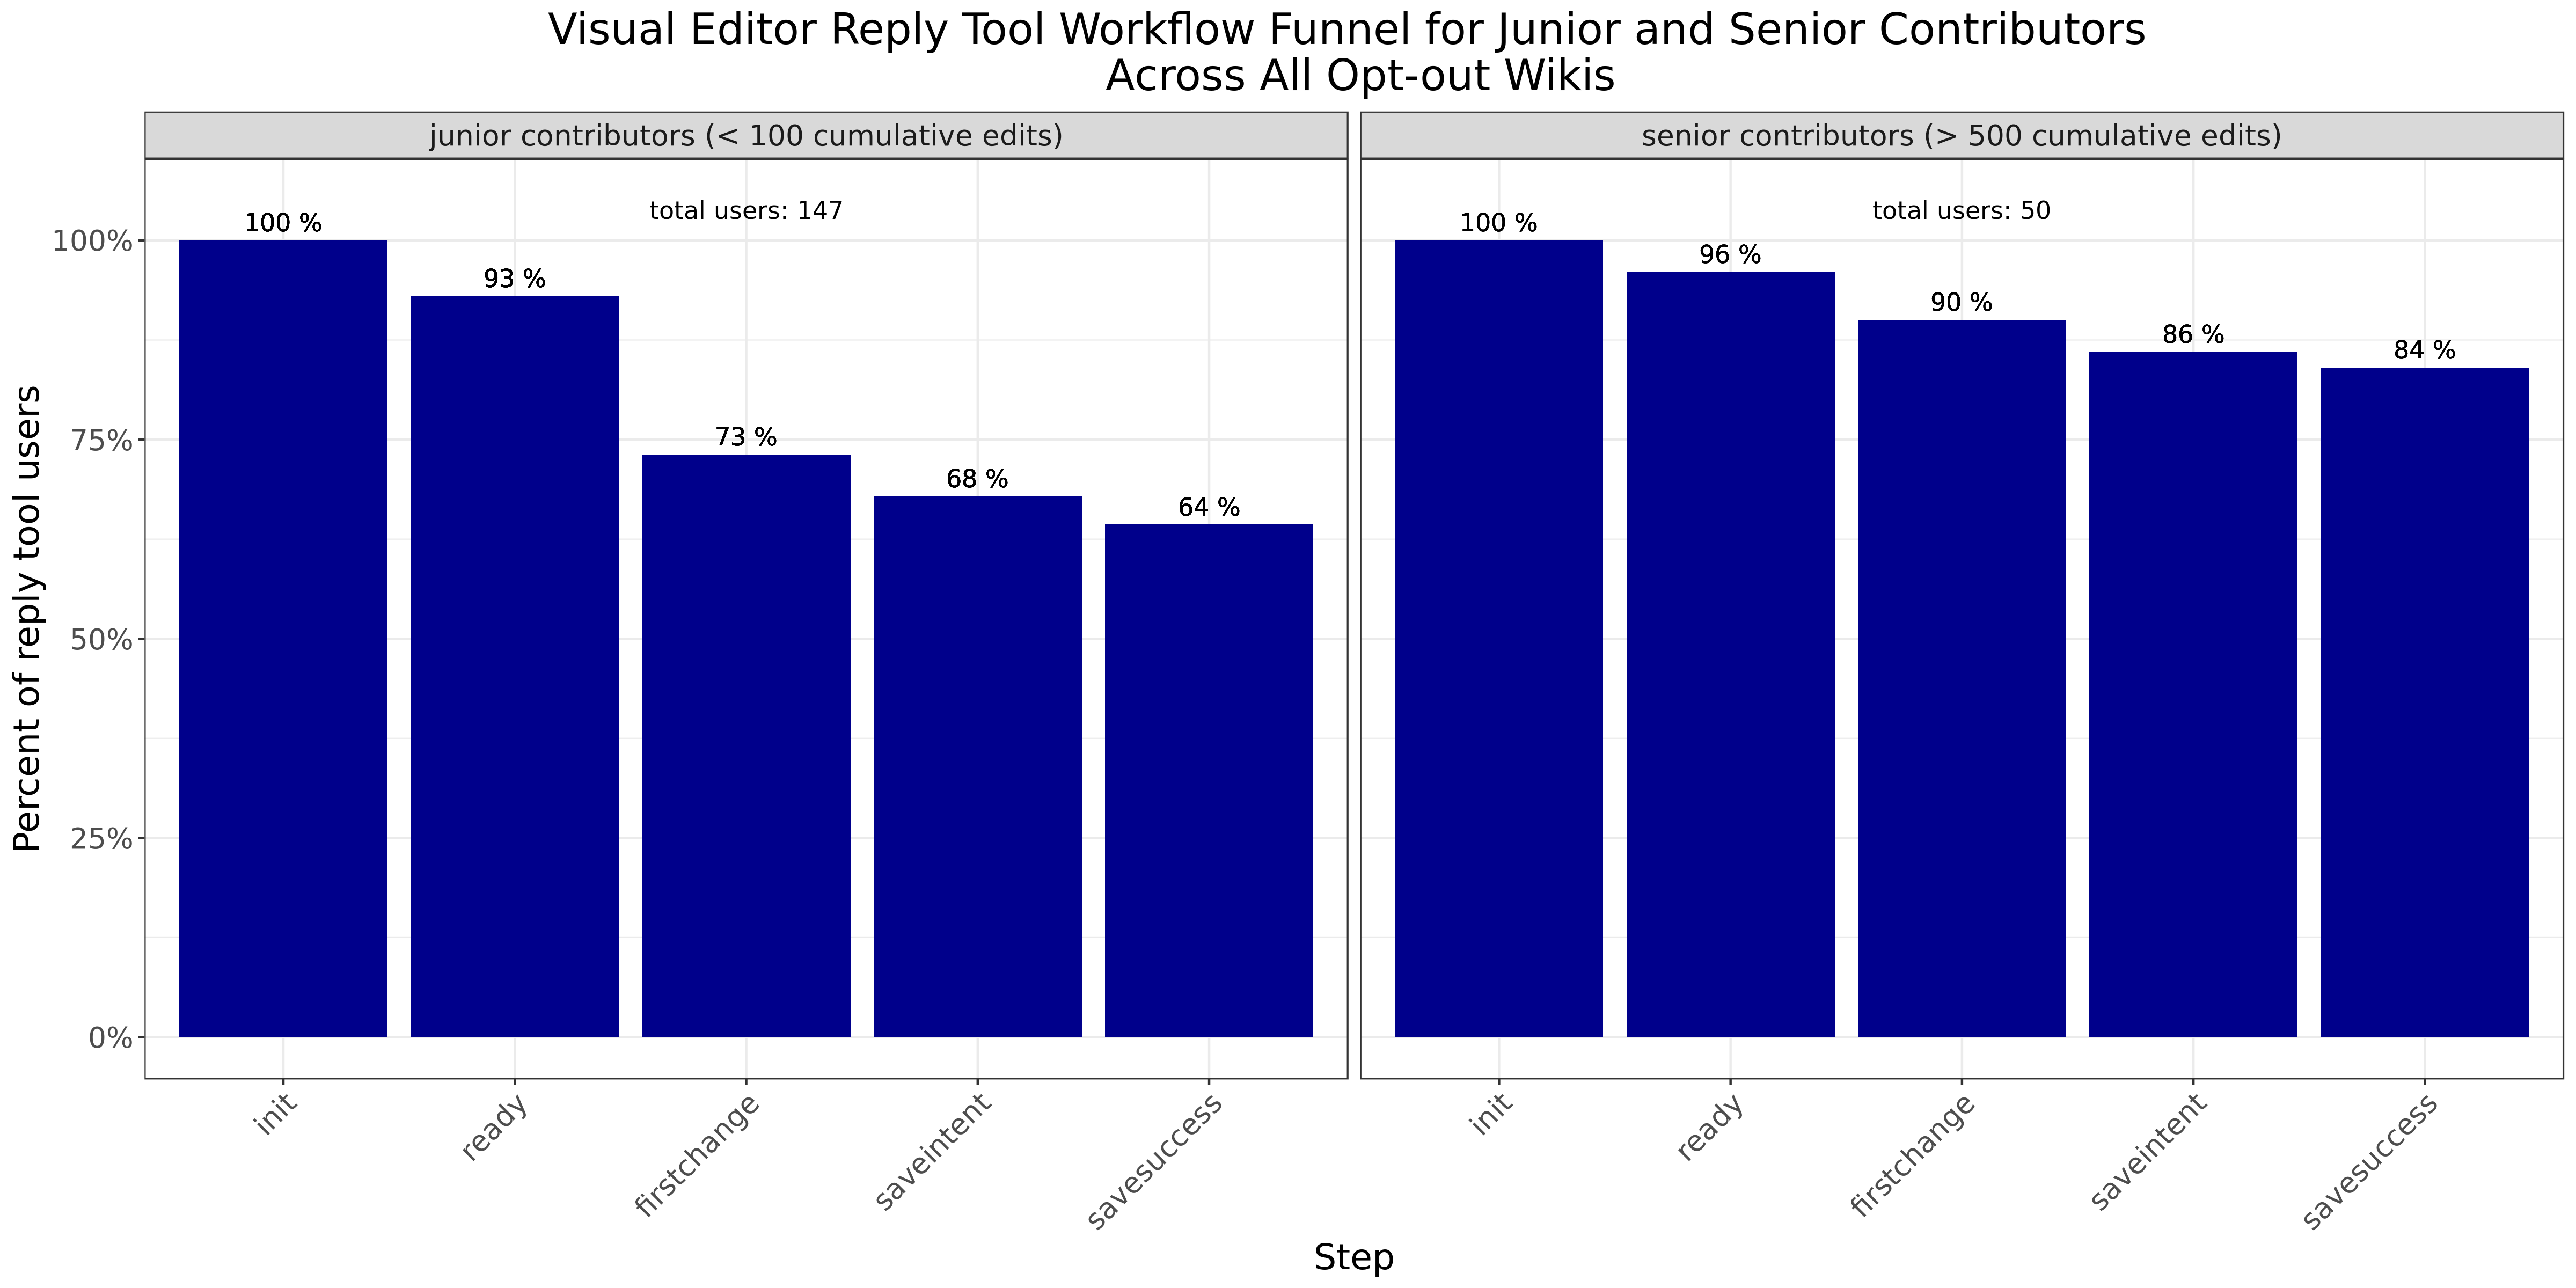 Visual Editor Reply Tool Workflow Funnel for Junior and Senior Contributors
Across All Opt-out Wikis
junior contributors (< 100 cumulative edits)
senior contributors (> 500 cumulative edits)
total users: 147
total users: 50
100 %
93 %
73 %
68 %
64 %
100 %
96 %
90 %
86 %
84 %
Percent of reply tool users
100%
75%
50%
25%
0%
init
ready
firstchange
saveintent
savesuccess
init
ready
firstchange
saveintent
savesuccess
Step